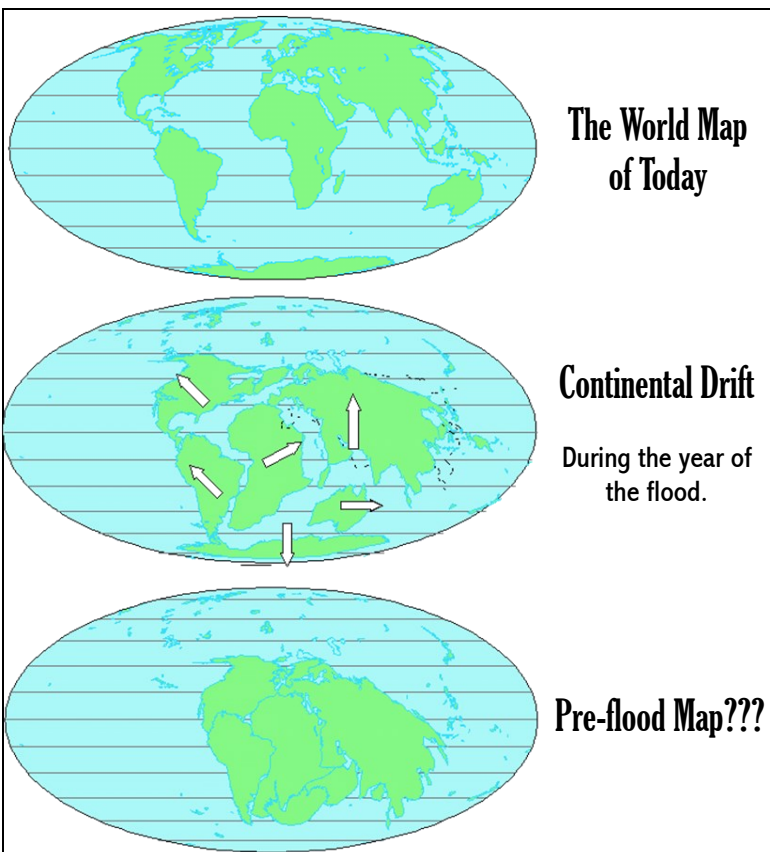 The World Map
of Today
Continental Drift
During the year of
the flood.
Pre-flood Map???